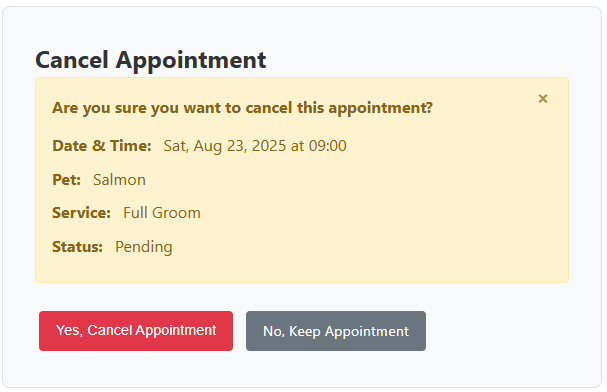 Cancel Appointment
Are you sure you want to cancel this appointment? ×
Date & Time: Sat, Aug 23, 2025 at 09:00
Pet: Salmon
Service: Full Groom
Status: Pending
Yes, Cancel Appointment No, Keep Appointment